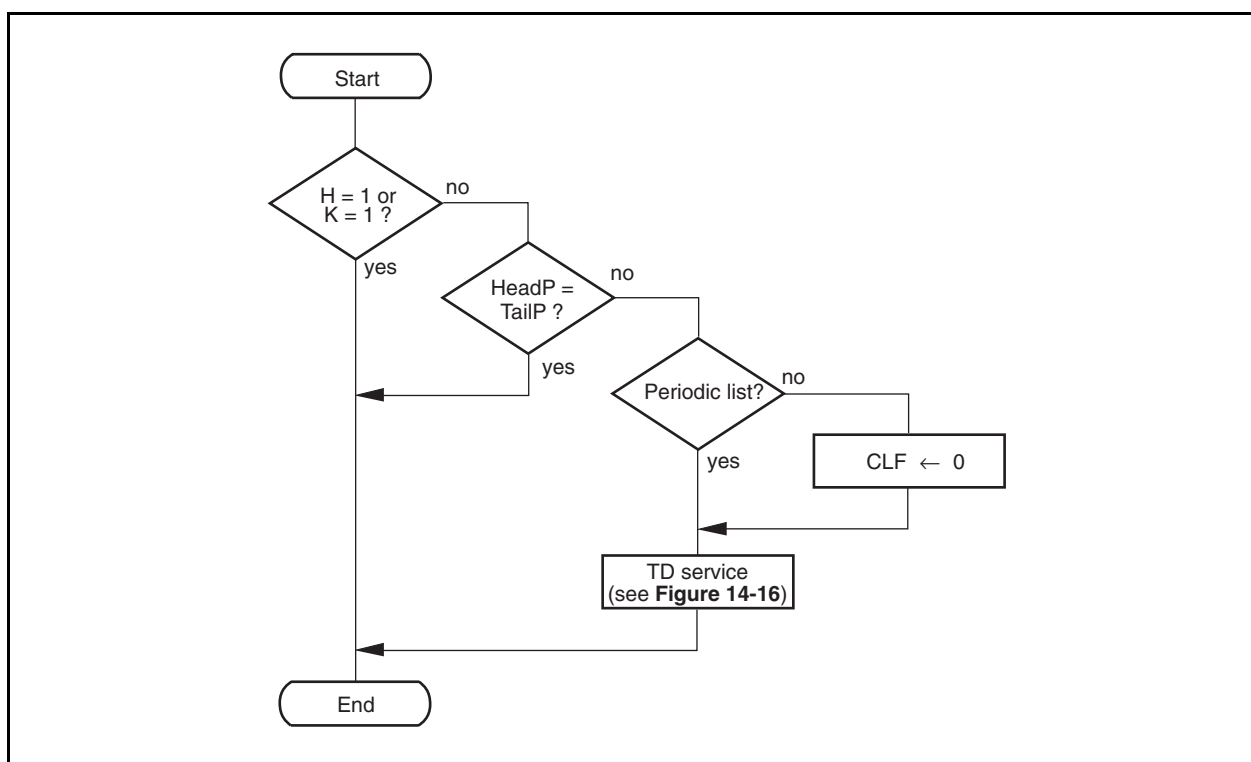 Start
H = 1 or
K = 1 ?
no
yes
HeadP =
TailP ?
no
yes
Periodic list?
no
yes
CLF ← 0
TD service
(see Figure 14-16)
End